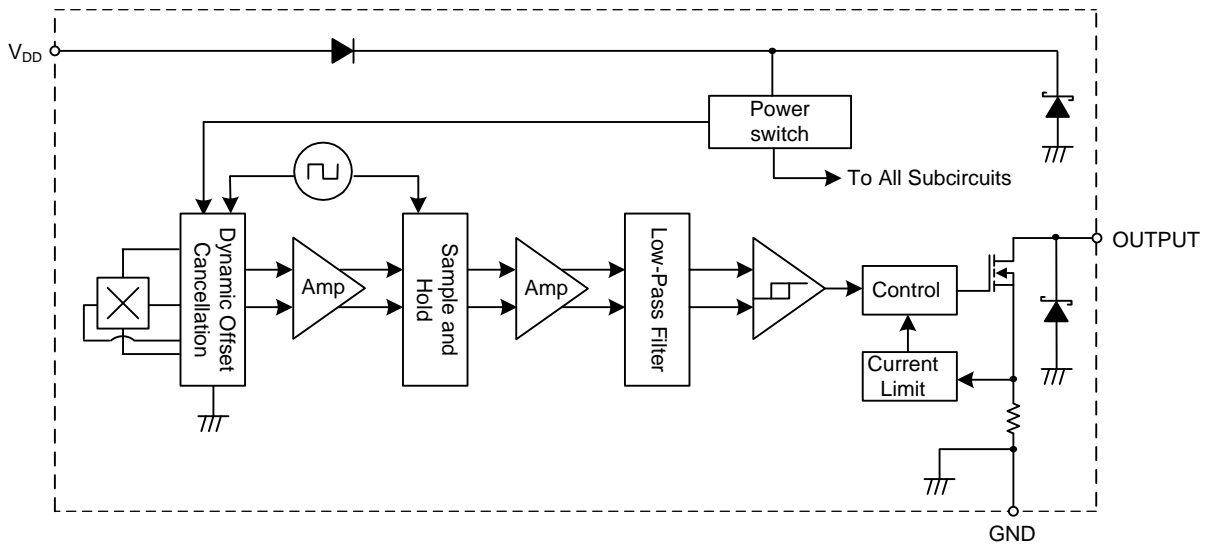 V_DD
Power
switch
To All Subcircuits
Dynamic Offset
Cancellation
Amp
Sample and
Hold
Amp
Low-Pass Filter
Control
Current
Limit
OUTPUT
GND